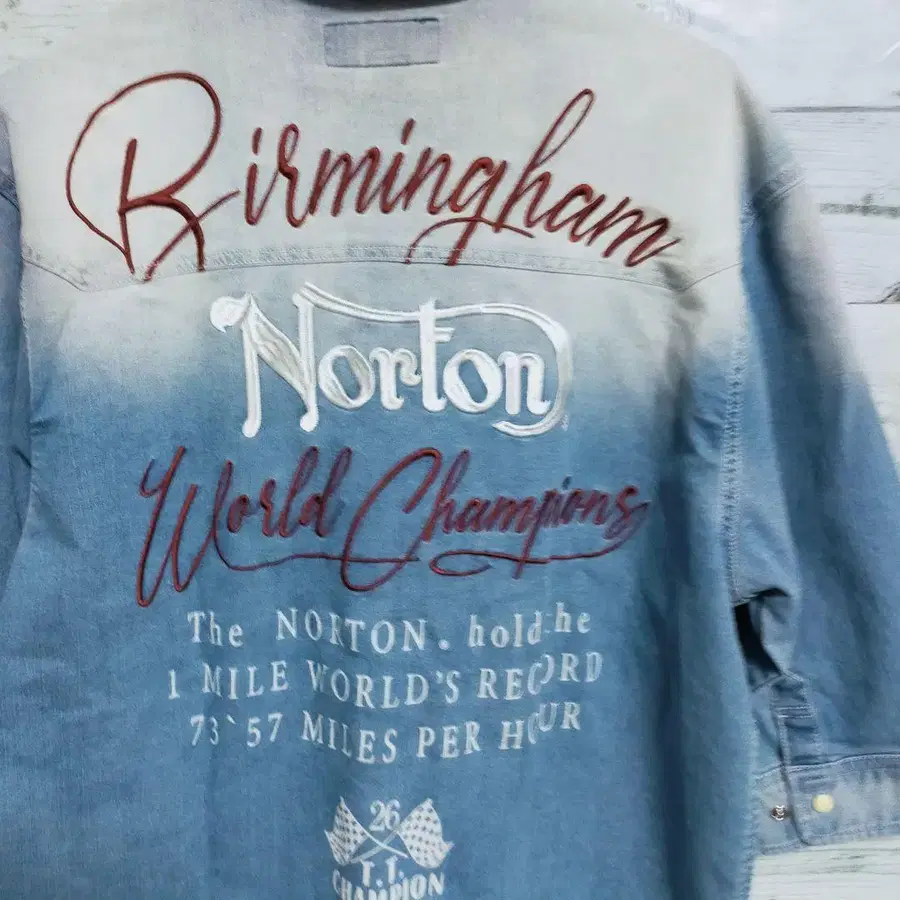 Birmingham
Norton
World Champions
The NORTON. hold he
1 MILE WORLD'S RECORD
73`57 MILES PER HOUR
26
T.T.
CHAMPION